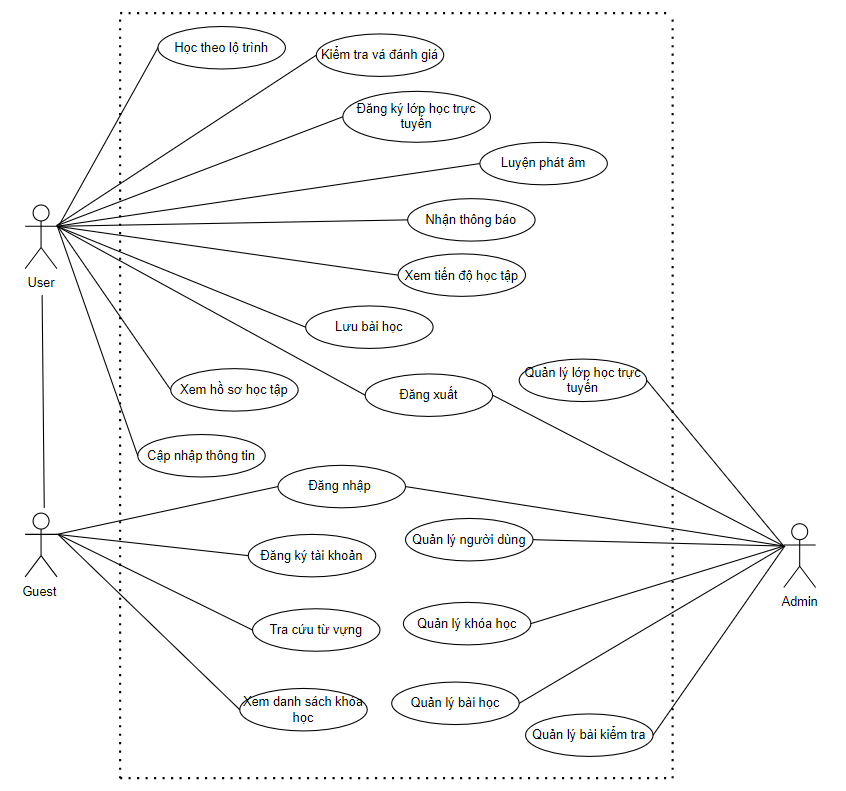 Học theo lộ trình
Kiểm tra vá đánh giá
Đăng ký lớp học trực
tuyến
Luyện phát âm
Nhận thông báo
Xem tiến độ học tập
User
Lưu bài học
Quản lý lớp học trực
tuyến
Xem hồ sơ học tập
Đăng xuất
Cập nhập thông tin
Đăng nhập
Quản lý người dùng
Đăng ký tài khoản
Guest
Admin
Tra cứu từ vựng
Quản lý khóa học
Xem danh sách khóa
học
Quản lý bài học
Quản lý bài kiểm tra